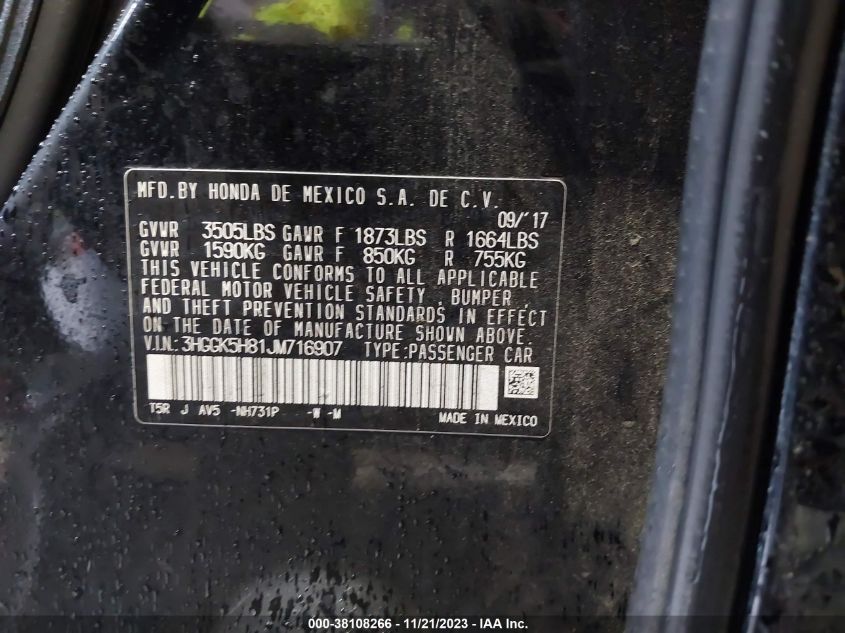 MFD.BY HONDA DE MEXICO S.A. DE C.V.
09/'17
GVWR 3505LBS GAWR F 1873LBS R 1664LBS
GVWR 1590KG GAWR F 850KG R 755KG
THIS VEHICLE CONFORMS TO ALL APPLICABLE
FEDERAL MOTOR VEHICLE SAFETY, BUMPER,
AND THEFT PREVENTION STANDARDS IN EFFECT
ON THE DATE OF MANUFACTURE SHOWN ABOVE.
V.I.N.:3HGGK5H81JM716907 TYPE:PASSENGER CAR
T5R J AV5 -NH731P -W -M
MADE IN MEXICO
000-38108266 - 11/21/2023 - IAA Inc.